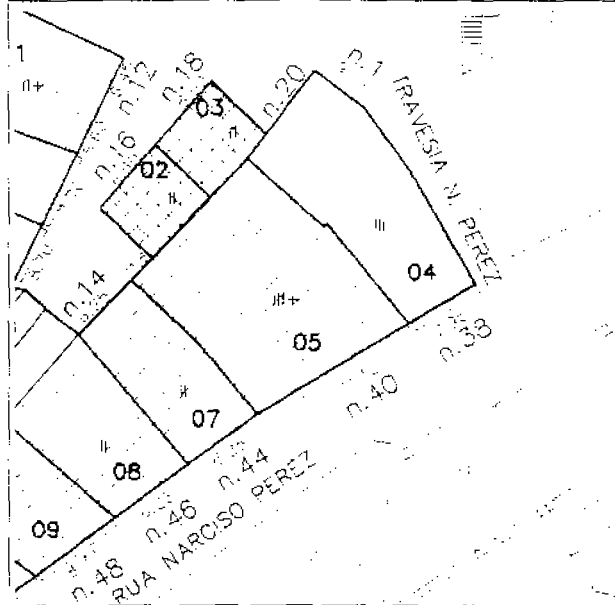 1
n.12
n.18
n.20
n.1
TRAVESIA N. PEREZ
03
n.16
02
n.14
04
05
n.38
n.40
07
n.44
08
n.46
09
n.48
RUA NARCISO PEREZ